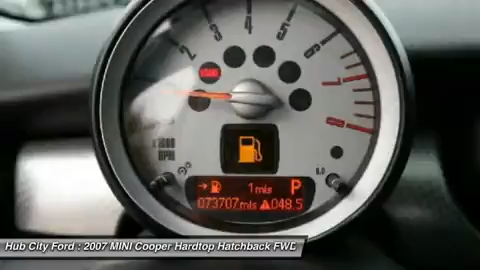 2 3 4 5 6 7 8
x1000
RPM
1 mls P
073707 mls 048.5
Hub City Ford : 2007 MINI Cooper Hardtop Hatchback FWD